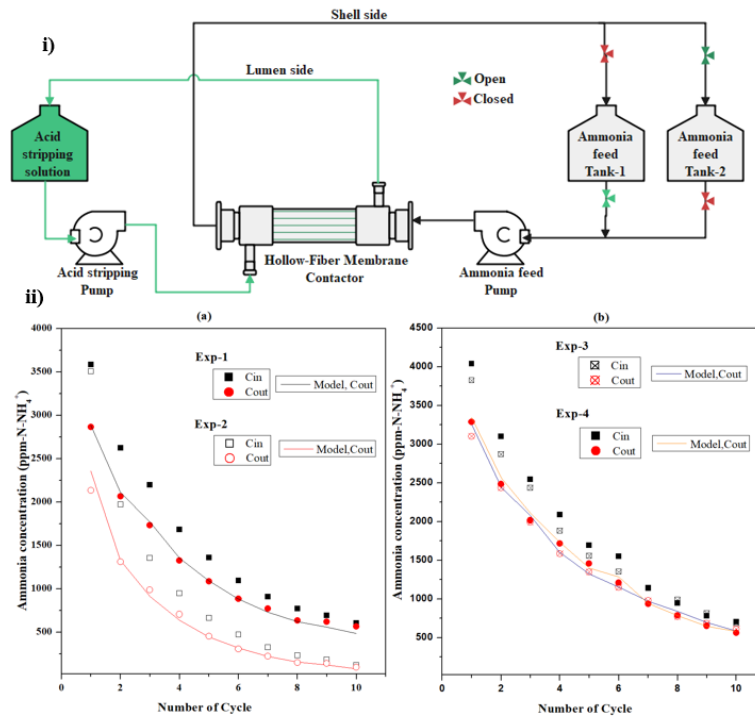 i)
Shell side
Lumen side
Open
Closed
Acid
stripping
solution
Ammonia
feed
Tank-1
Ammonia
feed
Tank-2
Acid stripping
Pump
Hollow-Fiber Membrane
Contactor
Ammonia feed
Pump
ii)
(a)
Exp-1
Cin
Cout
Model, Cout
Exp-2
Cin
Cout
Model,Cout
4000
3500
3000
2500
2000
1500
1000
500
Ammonia concentration (ppm-N-NH₄⁺)
0 2 4 6 8 10
Number of Cycle
(b)
Exp-3
Cin
Cout
Model,Cout
Exp-4
Cin
Cout
Model,Cout
4500
4000
3500
3000
2500
2000
1500
1000
500
0
Ammonia concentration (ppm-N-NH₄⁺)
0 2 4 6 8 10
Number of Cycle